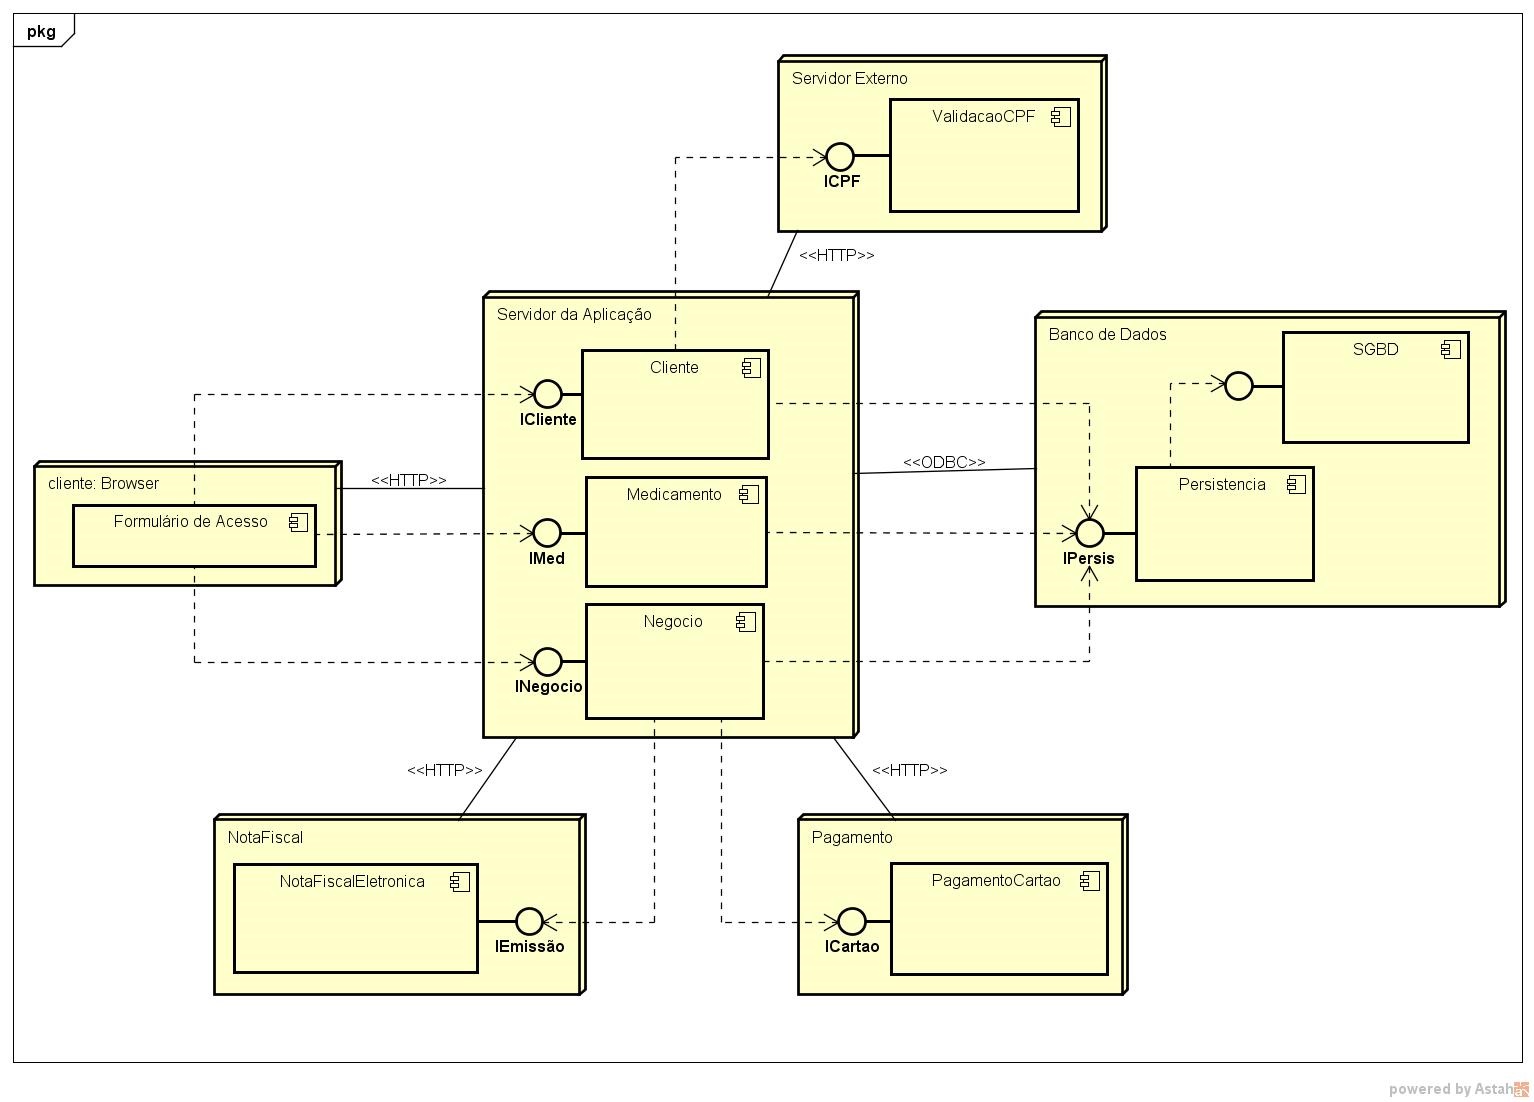 pkg
Servidor Externo
ValidacaoCPF
ICPF
<<HTTP>>
Servidor da Aplicação
Cliente
ICliente
Banco de Dados
SGBD
<<ODBC>>
cliente: Browser
<<HTTP>>
Formulário de Acesso
Medicamento
IMed
Persistencia
IPersis
Negocio
INegocio
<<HTTP>>
<<HTTP>>
NotaFiscal
NotaFiscalEletronica
IEmissão
Pagamento
PagamentoCartao
ICartao
powered by Astah